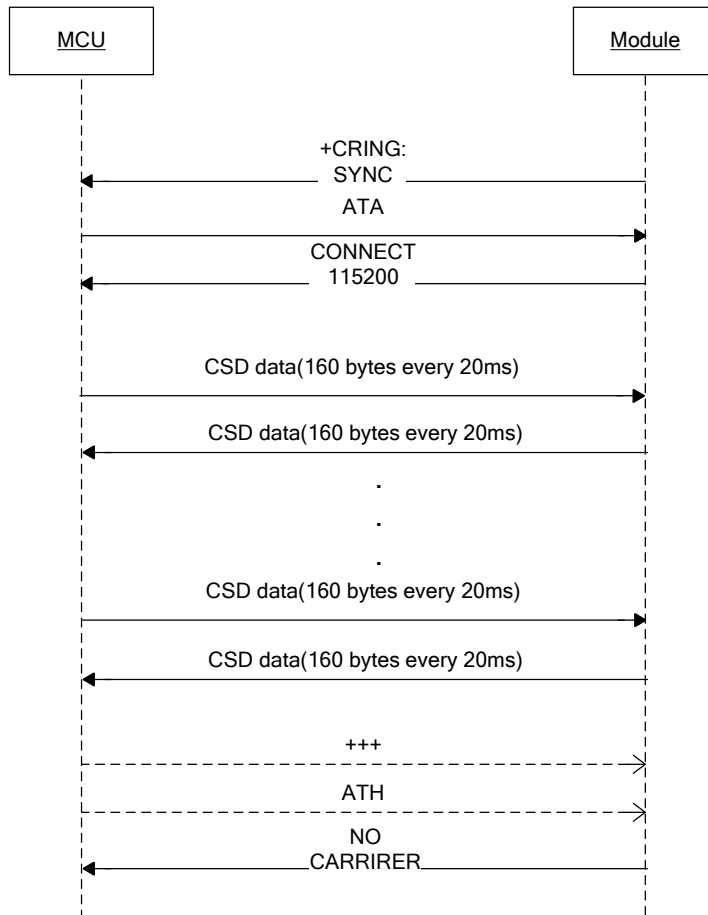 MCU
Module
+CRING:
SYNC
ATA
CONNECT
115200
CSD data(160 bytes every 20ms)
CSD data(160 bytes every 20ms)
.
.
.
CSD data(160 bytes every 20ms)
CSD data(160 bytes every 20ms)
+++
ATH
NO
CARRIRER